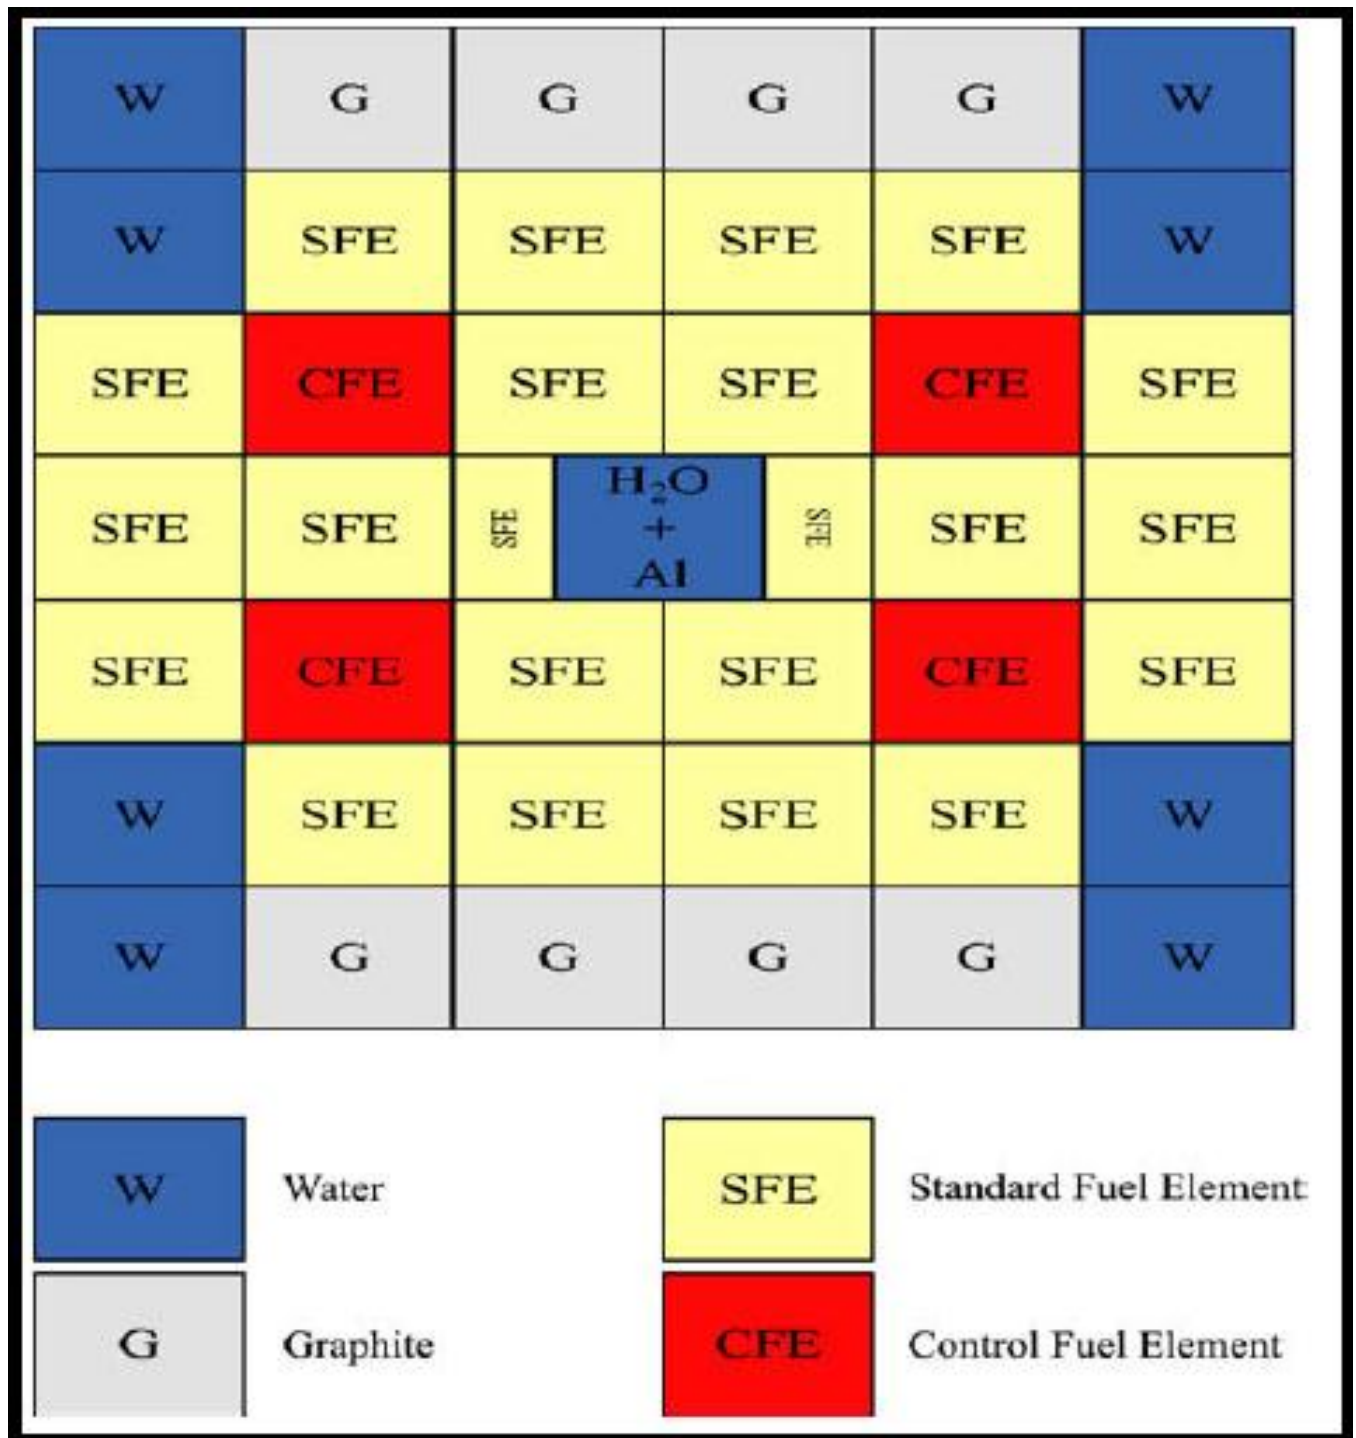 W G G G G W
W SFE SFE SFE SFE W
SFE CFE SFE SFE CFE SFE
SFE SFE SFE H₂O + Al SFE SFE SFE
SFE CFE SFE SFE CFE SFE
W SFE SFE SFE SFE W
W G G G G W
W Water SFE Standard Fuel Element
G Graphite CFE Control Fuel Element